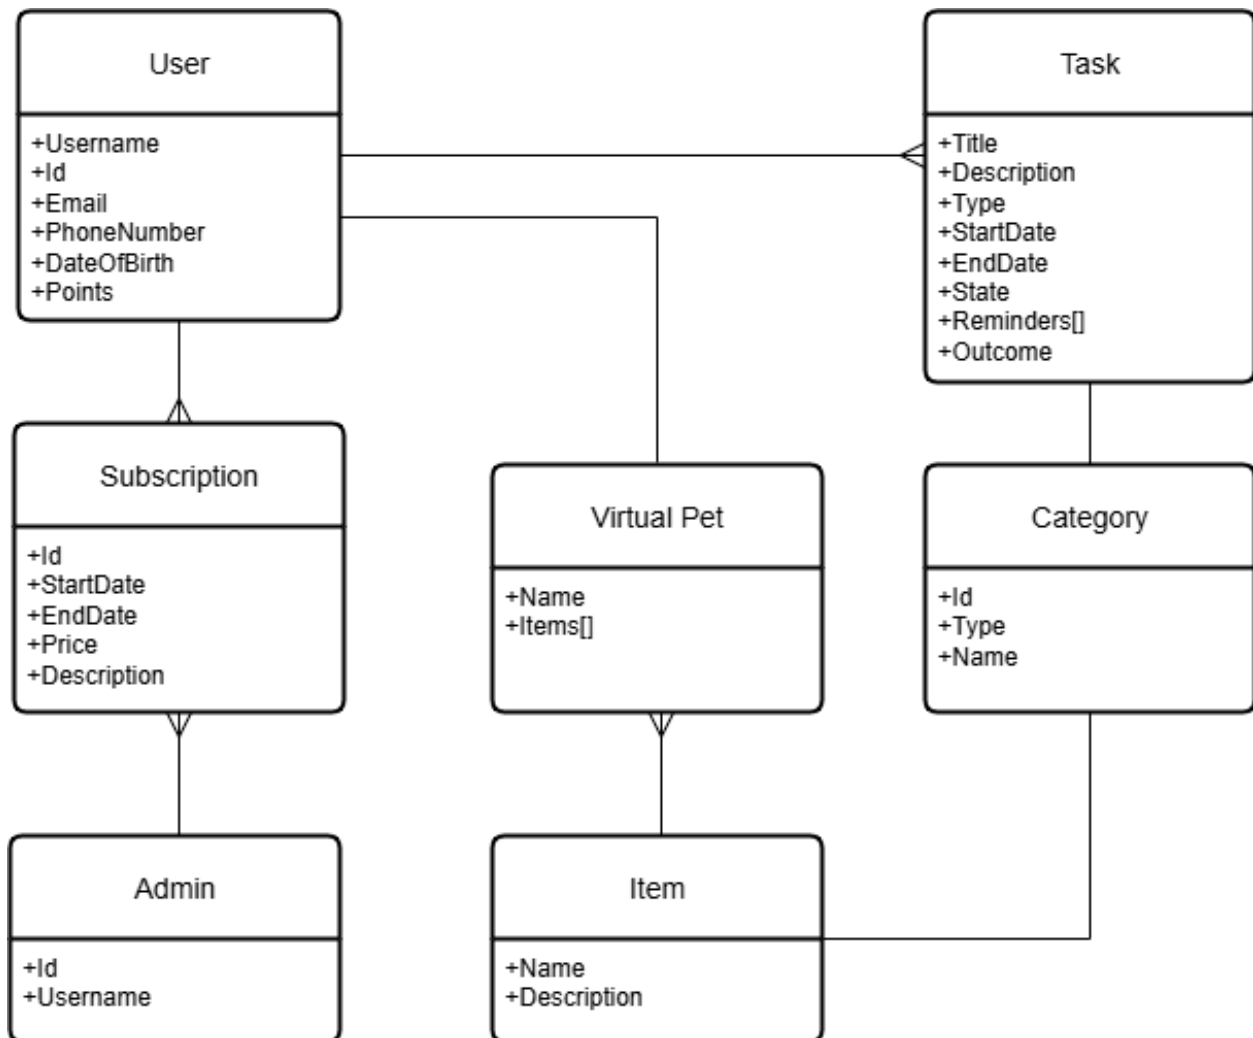 User
+Username
+Id
+Email
+PhoneNumber
+DateOfBirth
+Points
Task
+Title
+Description
+Type
+StartDate
+EndDate
+State
+Reminders[]
+Outcome
Subscription
+Id
+StartDate
+EndDate
+Price
+Description
Virtual Pet
+Name
+Items[]
Category
+Id
+Type
+Name
Admin
+Id
+Username
Item
+Name
+Description